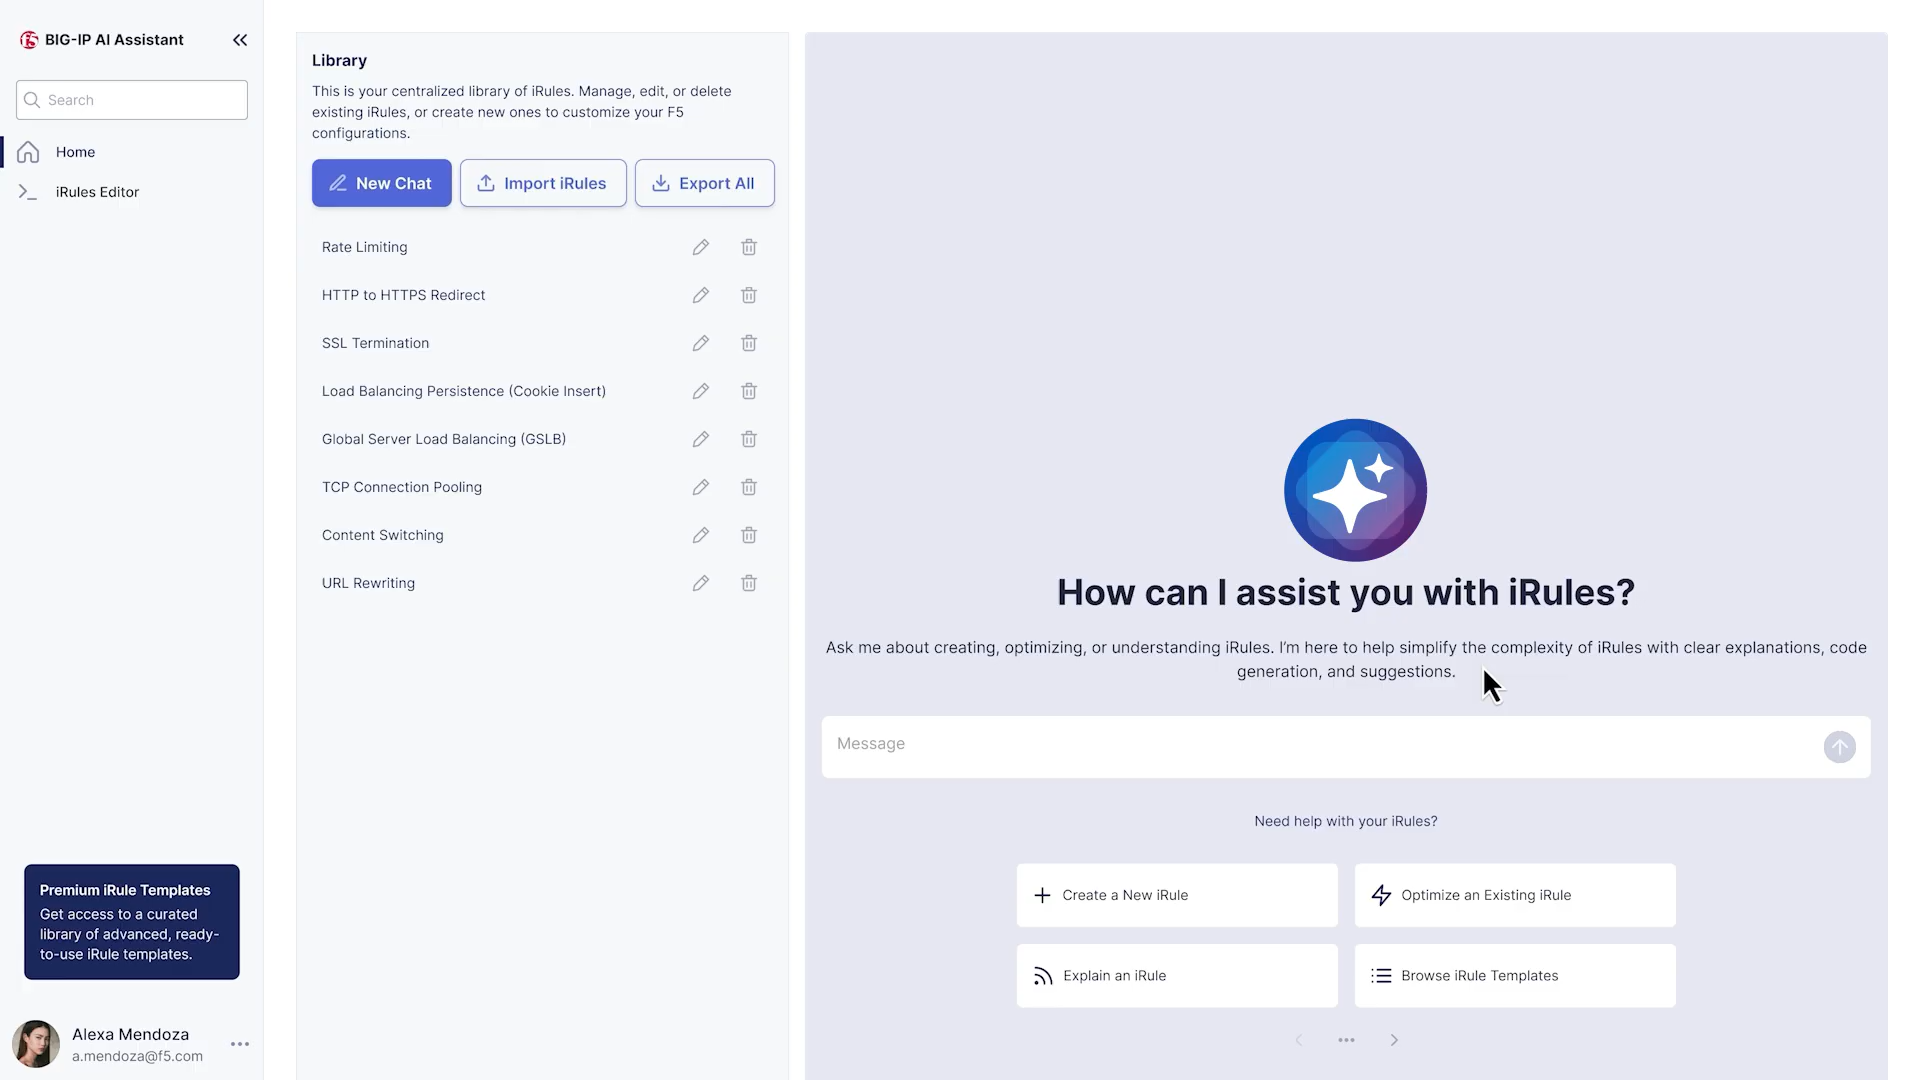 BIG-IP AI Assistant
Search
Home
iRules Editor
Premium iRule Templates
Get access to a curated
library of advanced, ready-
to-use iRule templates.
Alexa Mendoza
a.mendoza@f5.com
Library
This is your centralized library of iRules. Manage, edit, or delete
existing iRules, or create new ones to customize your F5
configurations.
New Chat
Import iRules
Export All
Rate Limiting
HTTP to HTTPS Redirect
SSL Termination
Load Balancing Persistence (Cookie Insert)
Global Server Load Balancing (GSLB)
TCP Connection Pooling
Content Switching
URL Rewriting
How can I assist you with iRules?
Ask me about creating, optimizing, or understanding iRules. I’m here to help simplify the complexity of iRules with clear explanations, code
generation, and suggestions.
Message
Need help with your iRules?
Create a New iRule
Optimize an Existing iRule
Explain an iRule
Browse iRule Templates